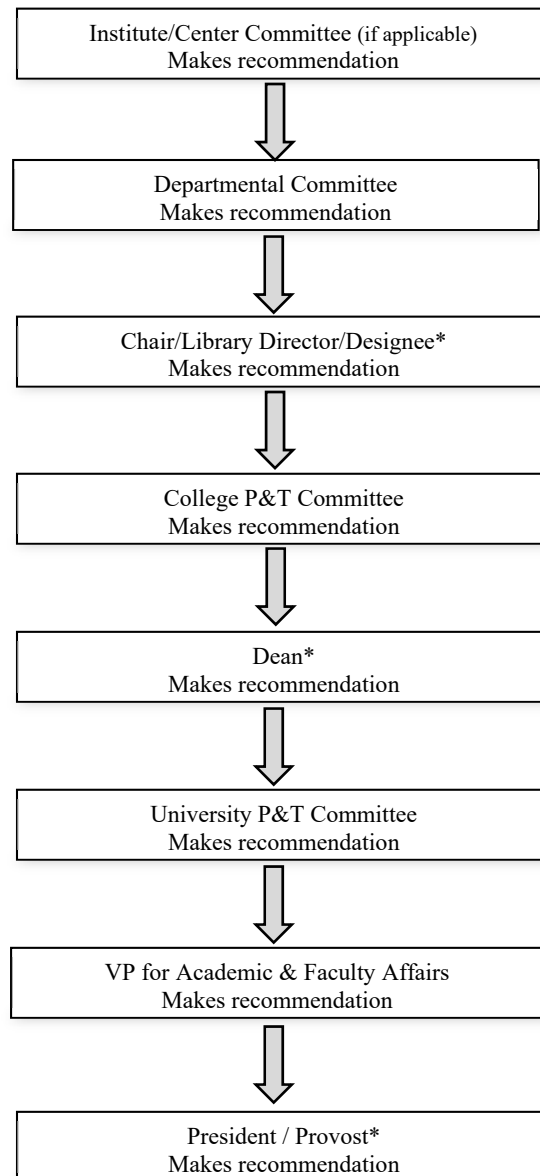 Institute/Center Committee (if applicable)
Makes recommendation
Departmental Committee
Makes recommendation
Chair/Library Director/Designee*
Makes recommendation
College P&T Committee
Makes recommendation
Dean*
Makes recommendation
University P&T Committee
Makes recommendation
VP for Academic & Faculty Affairs
Makes recommendation
President / Provost*
Makes recommendation